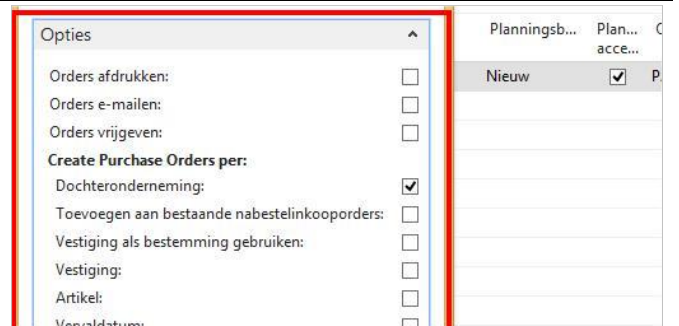 Opties
Orders afdrukken:
Orders e-mailen:
Orders vrijgeven:
Create Purchase Orders per:
Dochteronderneming:
Toevoegen aan bestaande nabestelinkooporders:
Vestiging als bestemming gebruiken:
Vestiging:
Artikel:
Vervaldatum:
Planningsb... Plan...
acce...
Nieuw P.